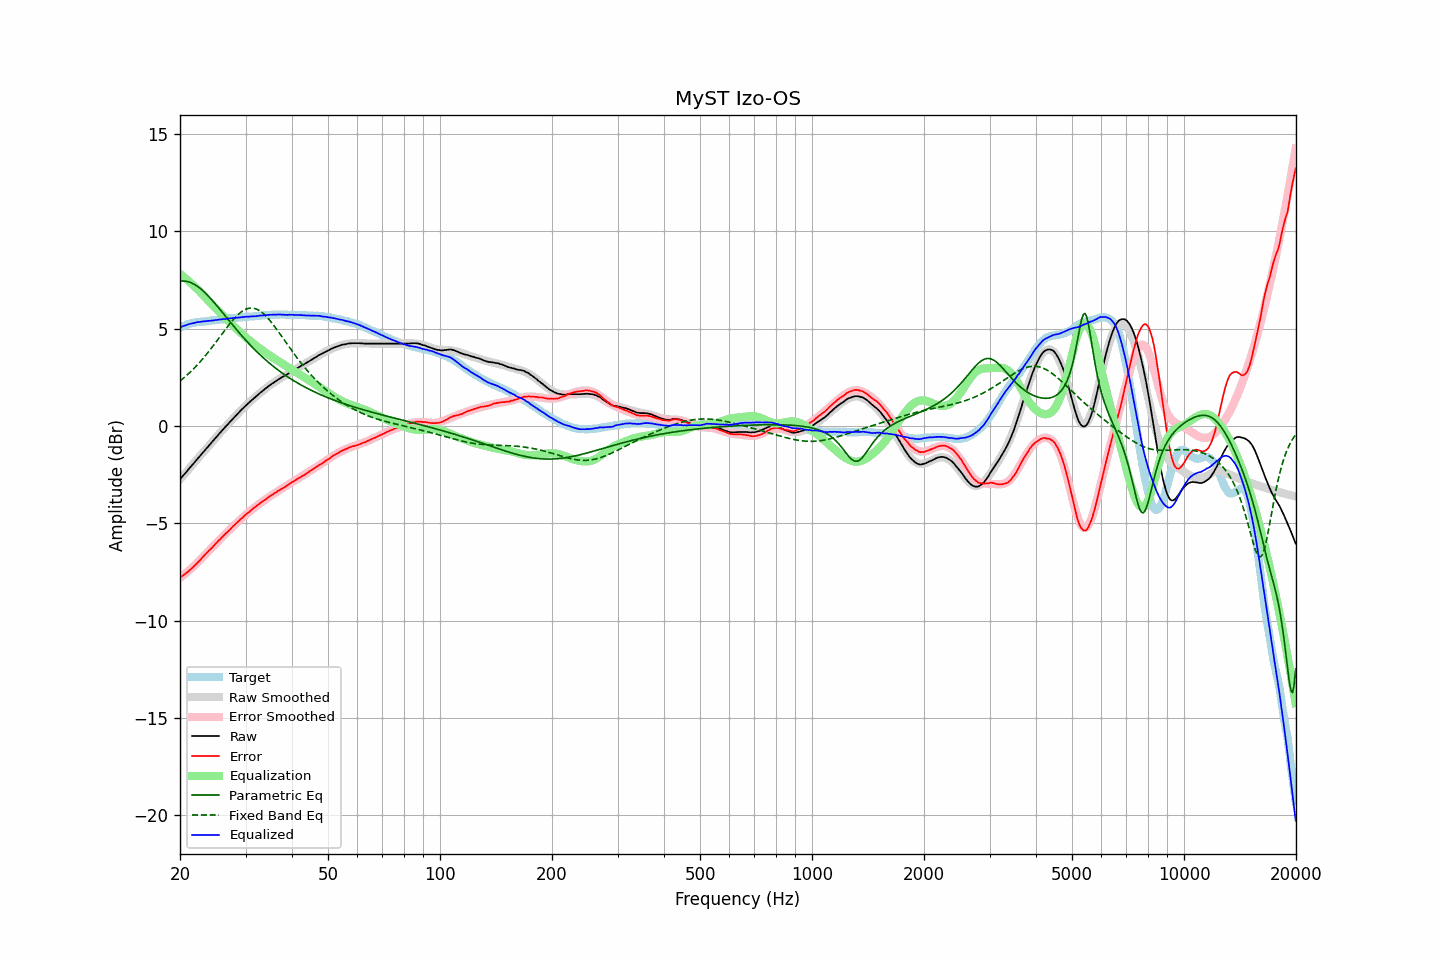 MyST Izo-OS
Amplitude (dBr)
15
10
5
0
−5
−10
−15
−20
Target
Raw Smoothed
Error Smoothed
Raw
Error
Equalization
Parametric Eq
Fixed Band Eq
Equalized
20
50
100
200
500
1000
2000
5000
10000
20000
Frequency (Hz)